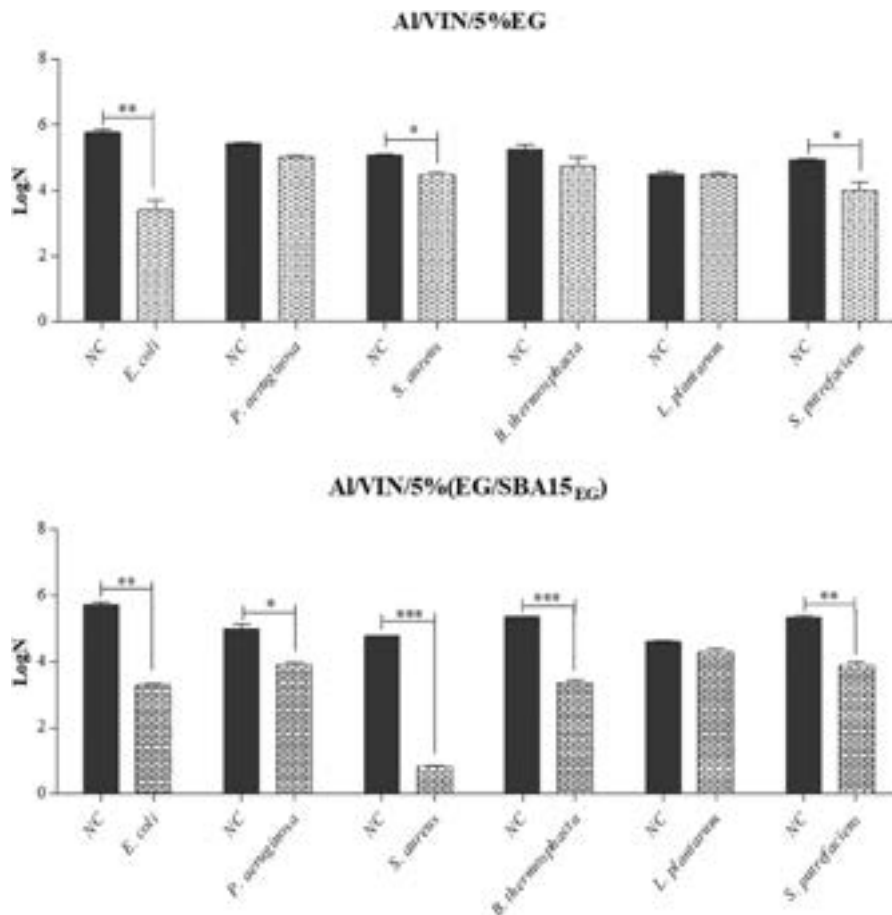 Al/VIN/5%EG
8
6
4
2
0
LogN
**
*
*
NC
E. coli
NC
P. aeruginosa
NC
S. aureus
NC
B. thermosphacta
NC
L. plantarum
NC
S. putrefaciens
Al/VIN/5%(EG/SBA15EG)
8
6
4
2
0
LogN
**
*
***
***
**
NC
E. coli
NC
P. aeruginosa
NC
S. aureus
NC
B. thermosphacta
NC
L. plantarum
NC
S. putrefaciens